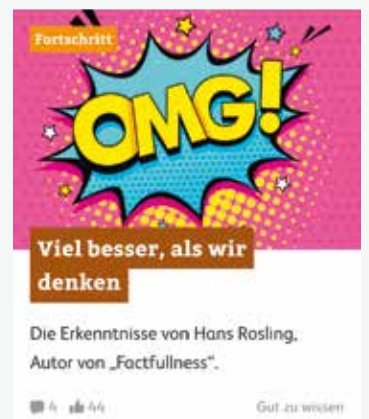 Fortschritt
OMG!
Viel besser, als wir
denken
Die Erkenntnisse von Hans Rosling,
Autor von „Factfullness“.
4 44
Gut zu wissen